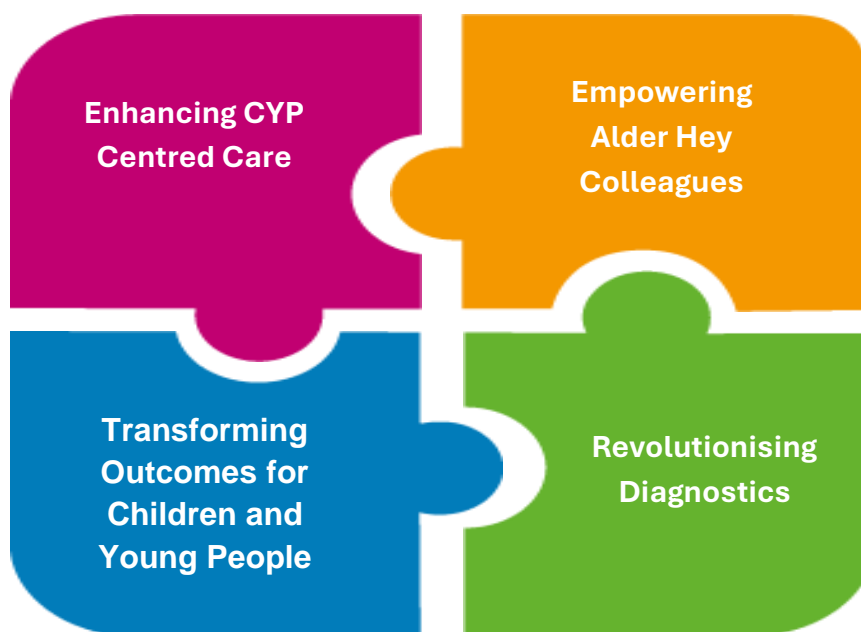 Enhancing CYP
Centred Care
Empowering
Alder Hey
Colleagues
Transforming
Outcomes for
Children and
Young People
Revolutionising
Diagnostics